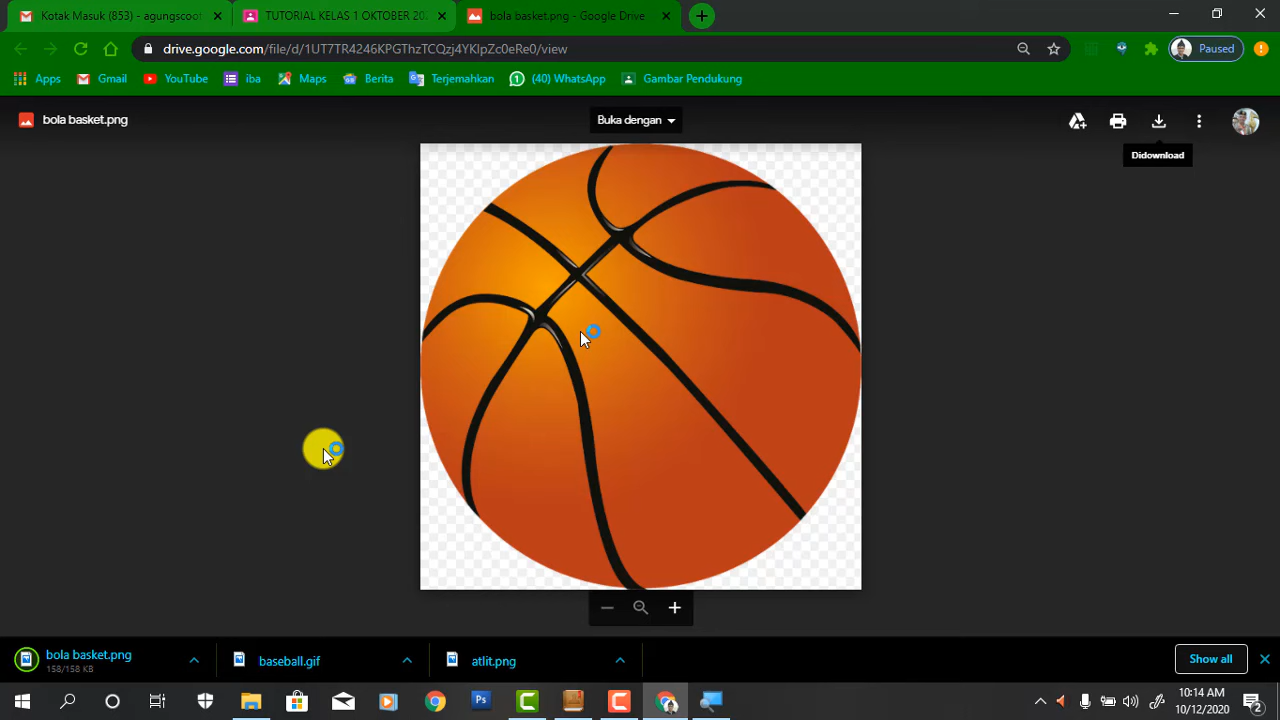 Kotak Masuk (853) - agungscoot
TUTORIAL KELAS 1 OKTOBER 202
bola basket.png - Google Drive
drive.google.com/file/d/1UT7TR4246KPGThzTCQzj4YKlpZc0eRe0/view
Paused
Apps
Gmail
YouTube
iba
Maps
Berita
Terjemahkan
(40) WhatsApp
Gambar Pendukung
bola basket.png
Buka dengan
Didownload
bola basket.png
158/158 KB
baseball.gif
atlit.png
Show all
10:14 AM
10/12/2020